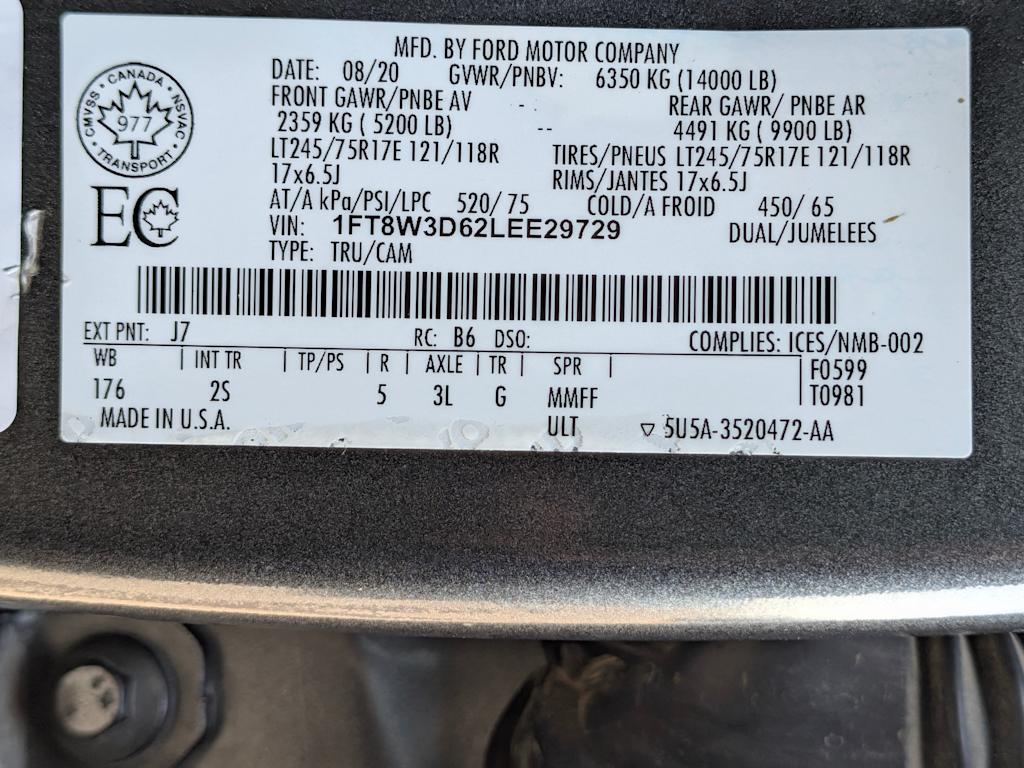 MFD. BY FORD MOTOR COMPANY
DATE: 08/20 GVWR/PNBV: 6350 KG (14000 LB)
FRONT GAWR/PNBE AV - REAR GAWR/ PNBE AR
2359 KG ( 5200 LB) -- 4491 KG ( 9900 LB)
LT245/75R17E 121/118R TIRES/PNEUS LT245/75R17E 121/118R
17x6.5J RIMS/JANTES 17x6.5J
AT/A kPa/PSI/LPC 520/ 75 COLD/A FROID 450/ 65
VIN: 1FT8W3D62LEE29729 DUAL/JUMELEES
TYPE: TRU/CAM
CANADA
CMVSS NSVAC
977
TRANSPORT
EC
EXT PNT: J7 RC: B6 DSO: COMPLIES: ICES/NMB-002
WB | INT TR | TP/PS | R | AXLE | TR | SPR | F0599
176 2S 5 3L G MMFF T0981
MADE IN U.S.A. ULT ▽ 5U5A-3520472-AA